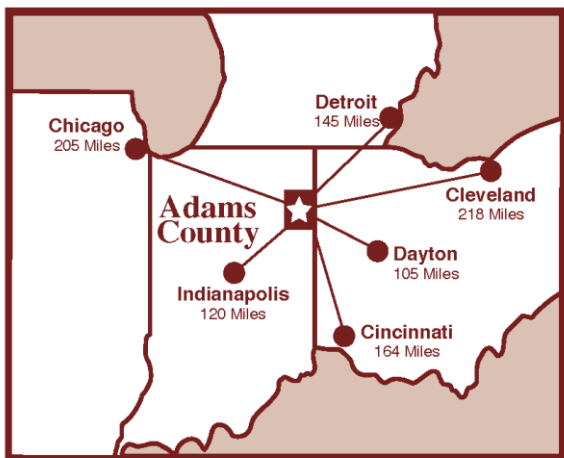 Detroit
145 Miles
Chicago
205 Miles
Cleveland
218 Miles
Adams
County
Dayton
105 Miles
Indianapolis
120 Miles
Cincinnati
164 Miles